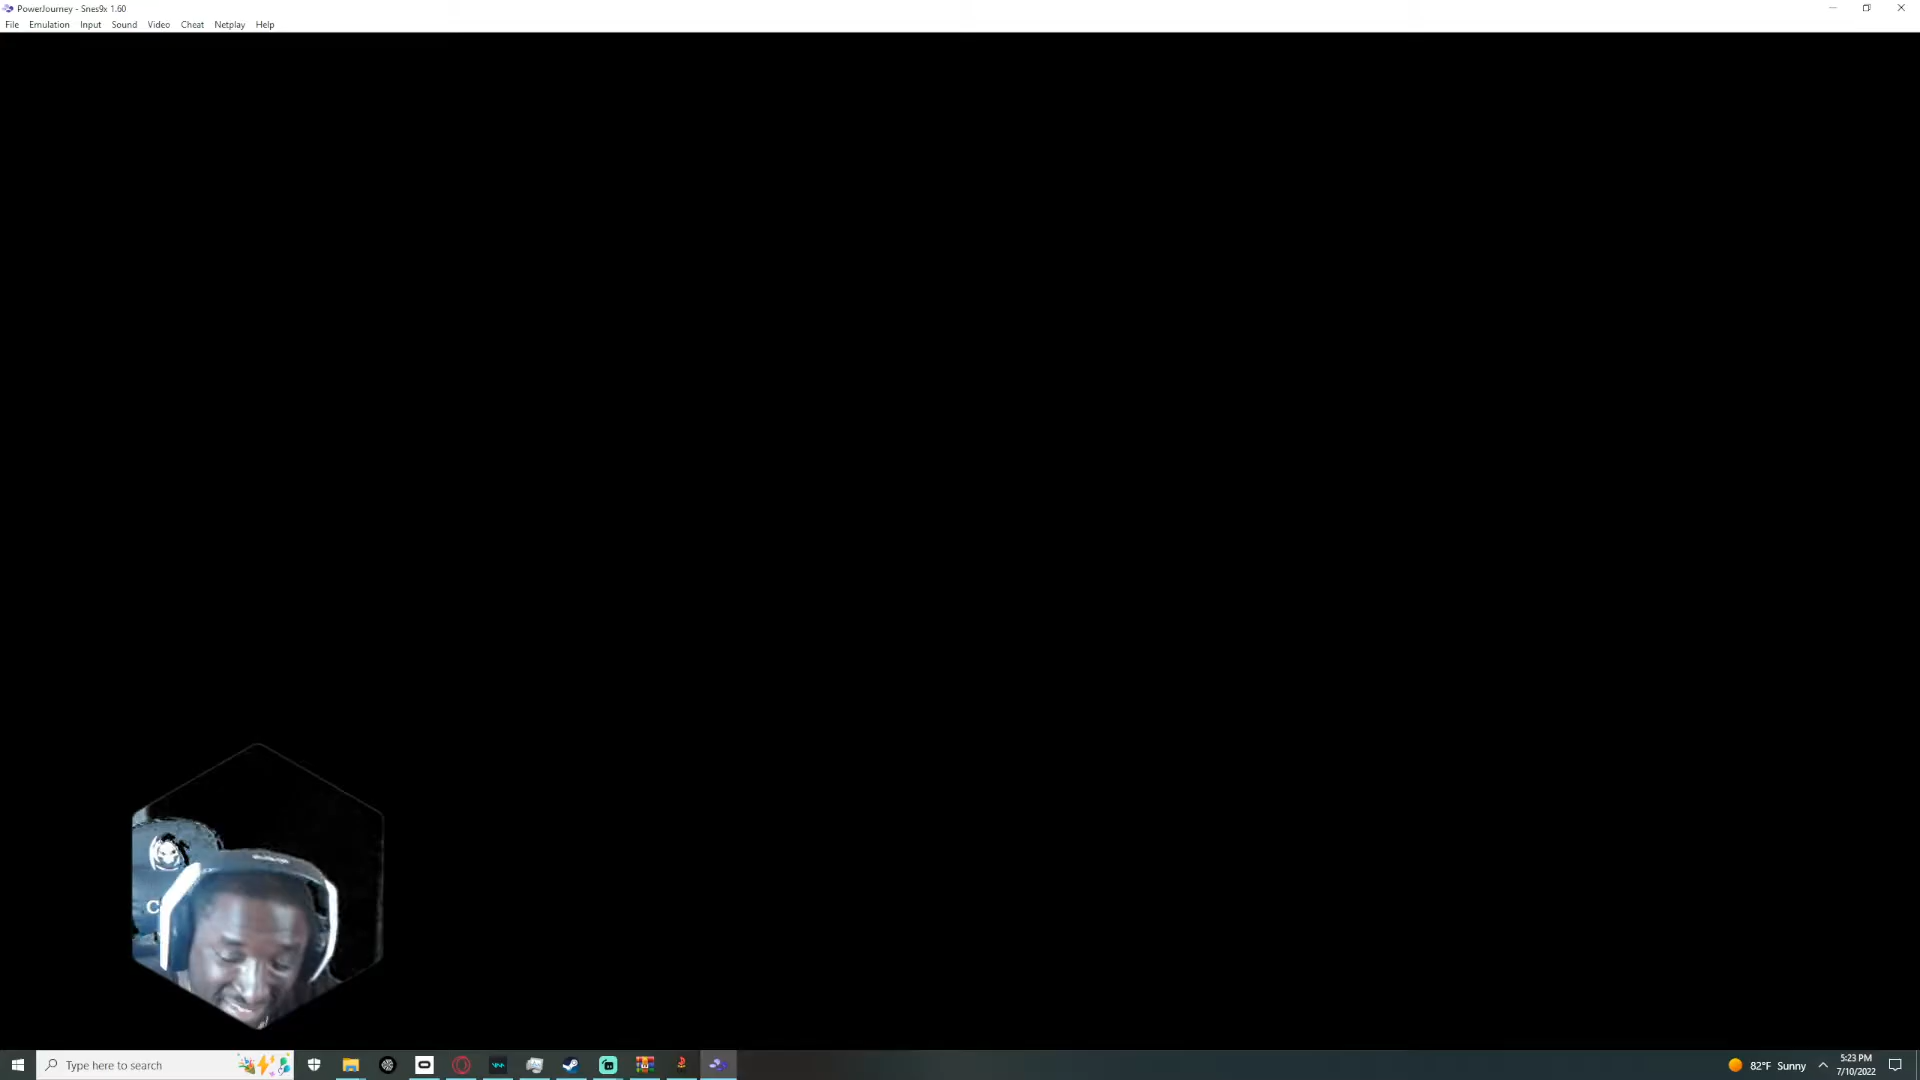 PowerJourney - Snes9x 1.60
File Emulation Input Sound Video Cheat Netplay Help
C
Type here to search
82°F Sunny
5:23 PM
7/10/2022